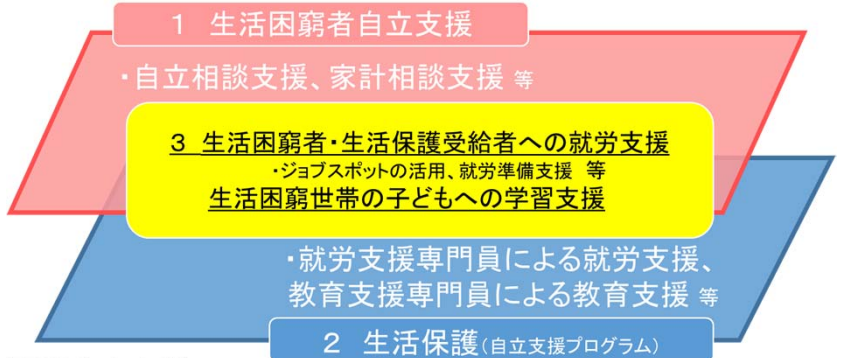 1 生活困窮者自立支援
・自立相談支援、家計相談支援 等
3 生活困窮者・生活保護受給者への就労支援
・ジョブスポットの活用、就労準備支援 等
生活困窮世帯の子どもへの学習支援
・就労支援専門員による就労支援、
教育支援専門員による教育支援 等
2 生活保護(自立支援プログラム)